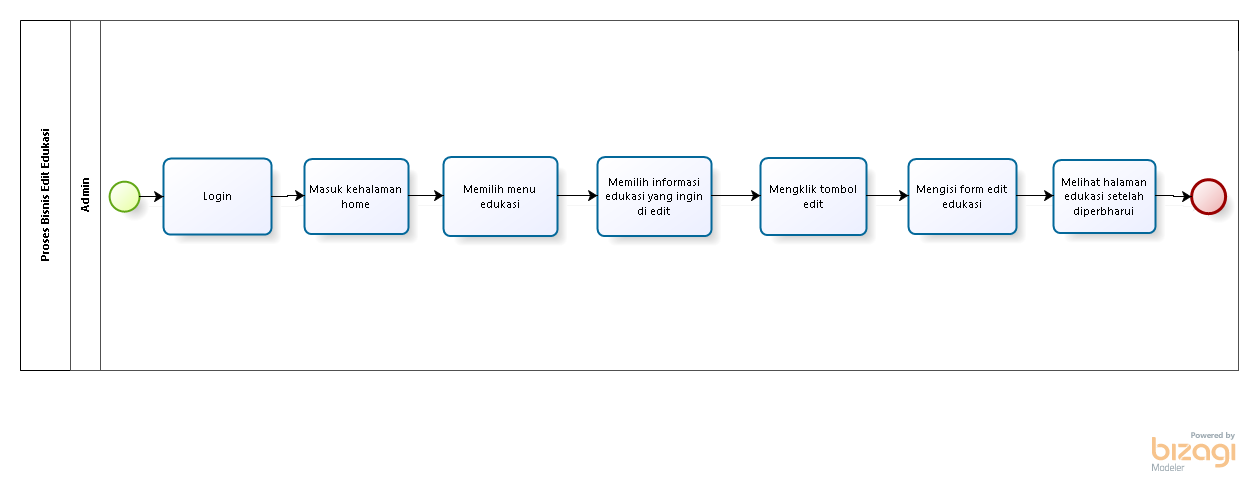 Proses Bisnis Edit Edukasi
Admin
Login
Masuk kehalaman
home
Memilih menu
edukasi
Memilih informasi
edukasi yang ingin
di edit
Mengklik tombol
edit
Mengisi form edit
edukasi
Melihat halaman
edukasi setelah
diperbharui
Powered by
bizagi
Modeler